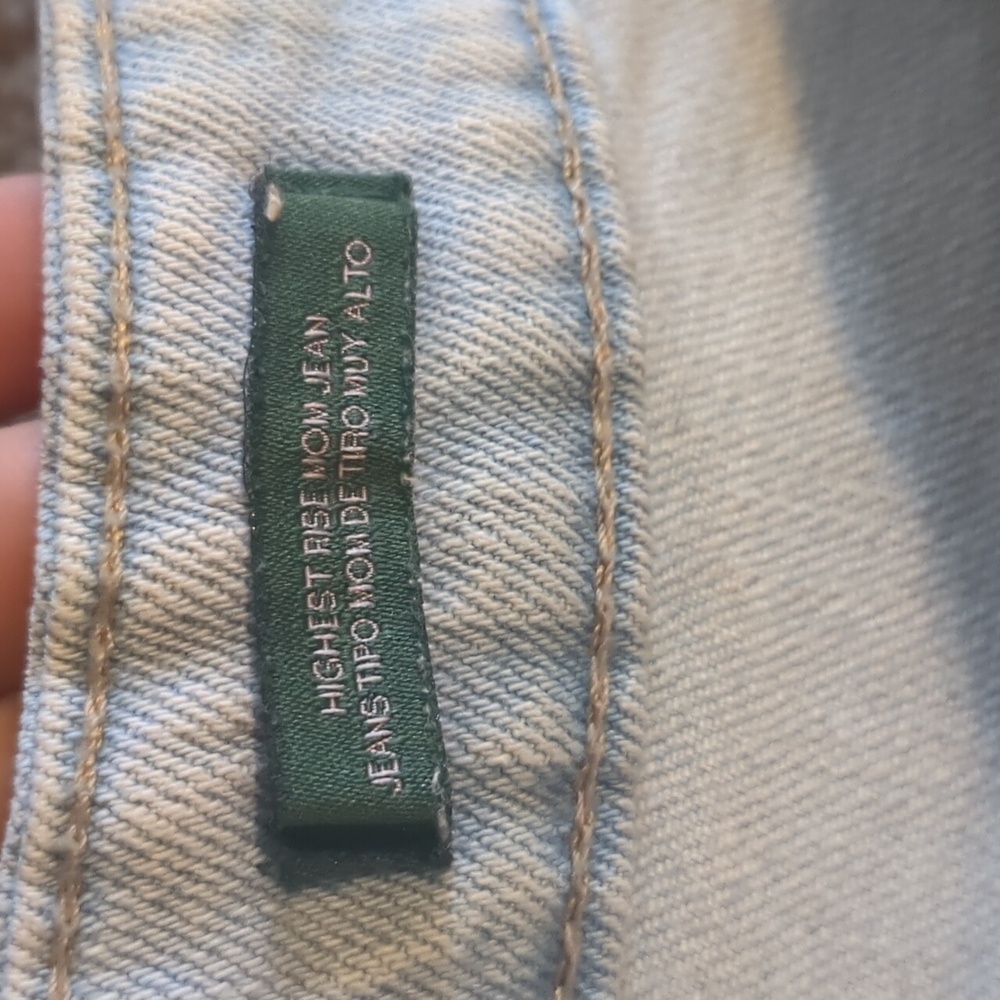 HIGHEST RISE MOM JEAN
JEANS TIPO MOM DE TIRO MUY ALTO